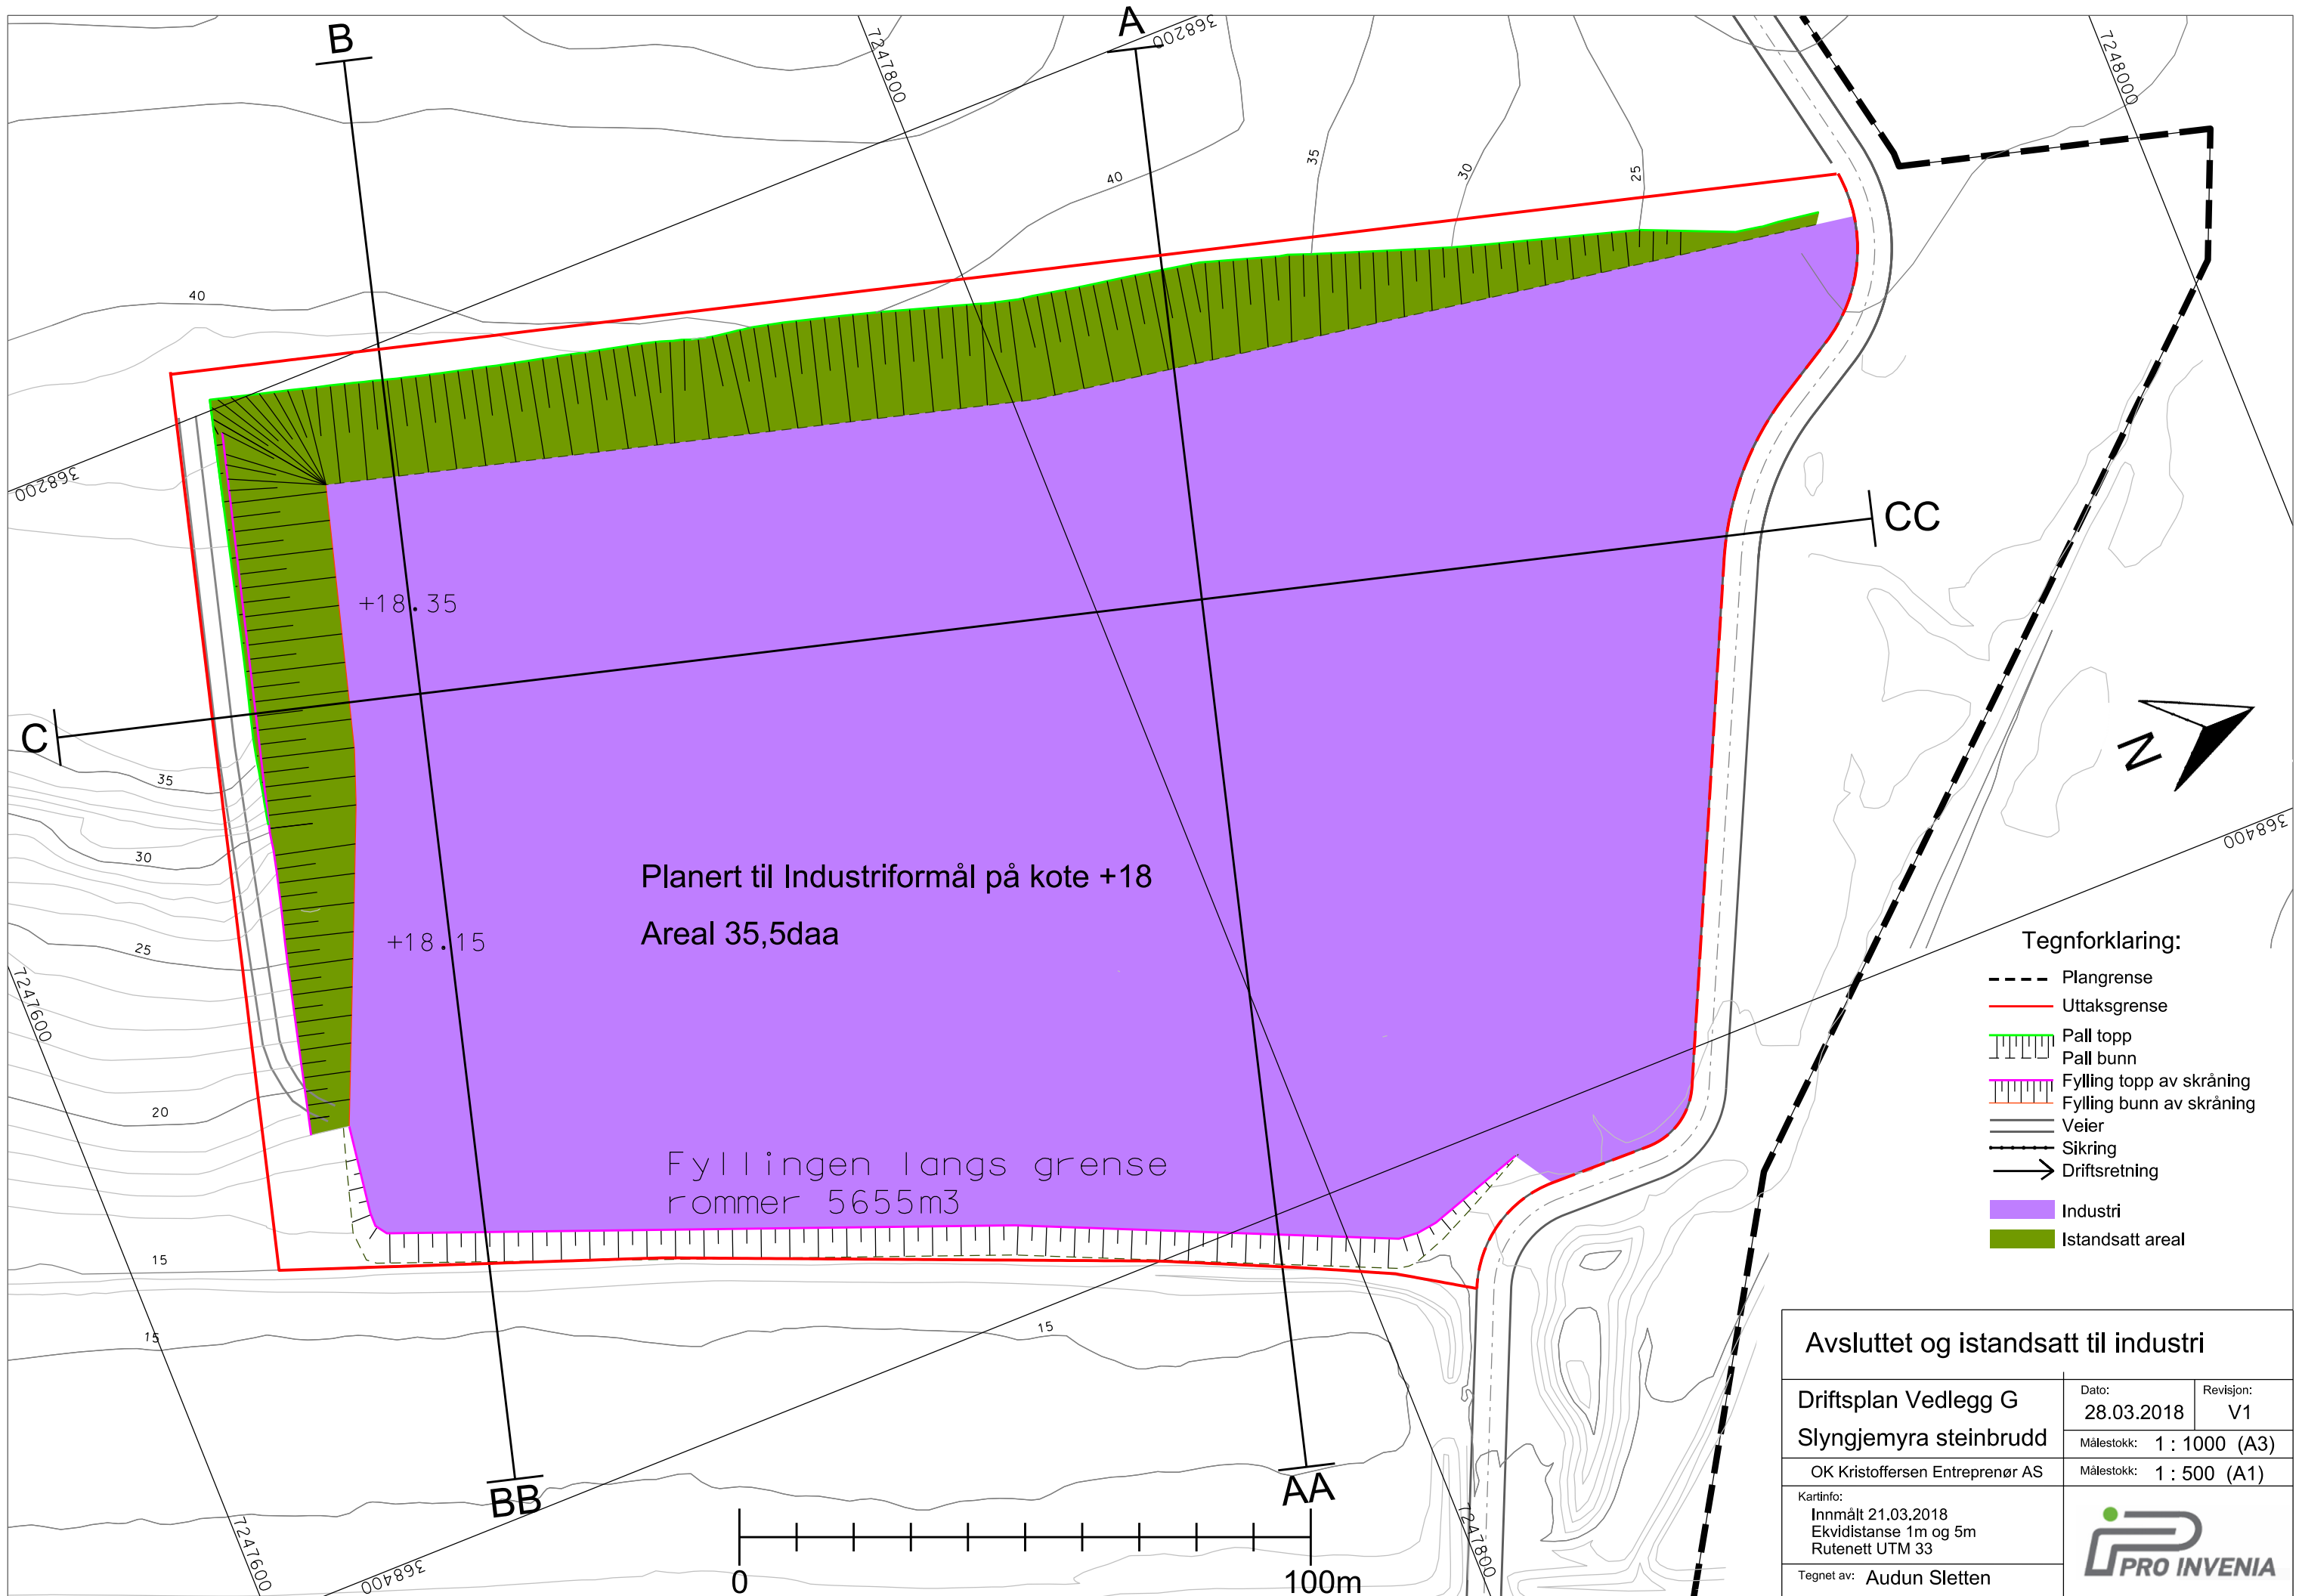 B
A
368200
7247800
7248000
40
35
30
25
40
368200
+18.35
CC
C
35
30
25
20
15
15
15
N
368400
7247600
+18.15
Planert til Industriformål på kote +18
Areal 35,5daa
Fyllingen langs grense
rommer 5655m3
Tegnforklaring:
Plangrense
Uttaksgrense
Pall topp
Pall bunn
Fylling topp av skråning
Fylling bunn av skråning
Veier
Sikring
Driftsretning
Industri
Istandsatt areal
BB
AA
7247600
368400
7247800
0
100m
Avsluttet og istandsatt til industri
Driftsplan Vedlegg G
Slyngjemyra steinbrudd
Dato:
28.03.2018
Revisjon:
V1
Målestokk: 1 : 1000 (A3)
OK Kristoffersen Entreprenør AS
Målestokk: 1 : 500 (A1)
Kartinfo:
Innmålt 21.03.2018
Ekvidistanse 1m og 5m
Rutenett UTM 33
Tegnet av: Audun Sletten
PRO INVENIA